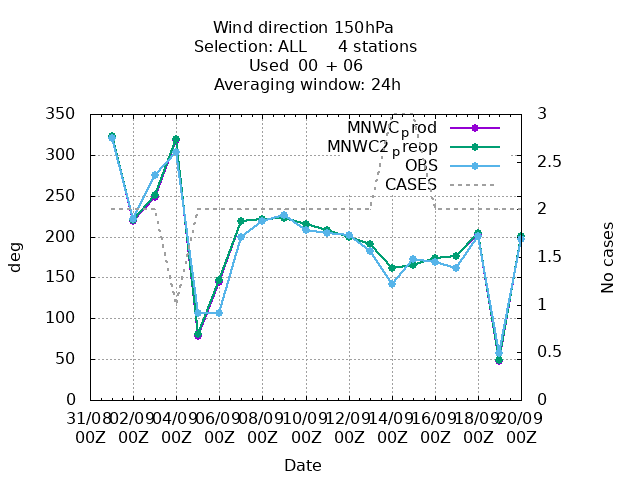 Wind direction 150hPa
Selection: ALL 4 stations
Used 00 + 06
Averaging window: 24h
350
300
250
200
150
100
50
0
deg
3
2.5
2
1.5
1
0.5
0
No cases
MNWCprod
MNWC2preop
OBS
CASES
31/08 02/09 04/09 06/09 08/09 10/09 12/09 14/09 16/09 18/09 20/09
00Z 00Z 00Z 00Z 00Z 00Z 00Z 00Z 00Z 00Z 00Z
Date